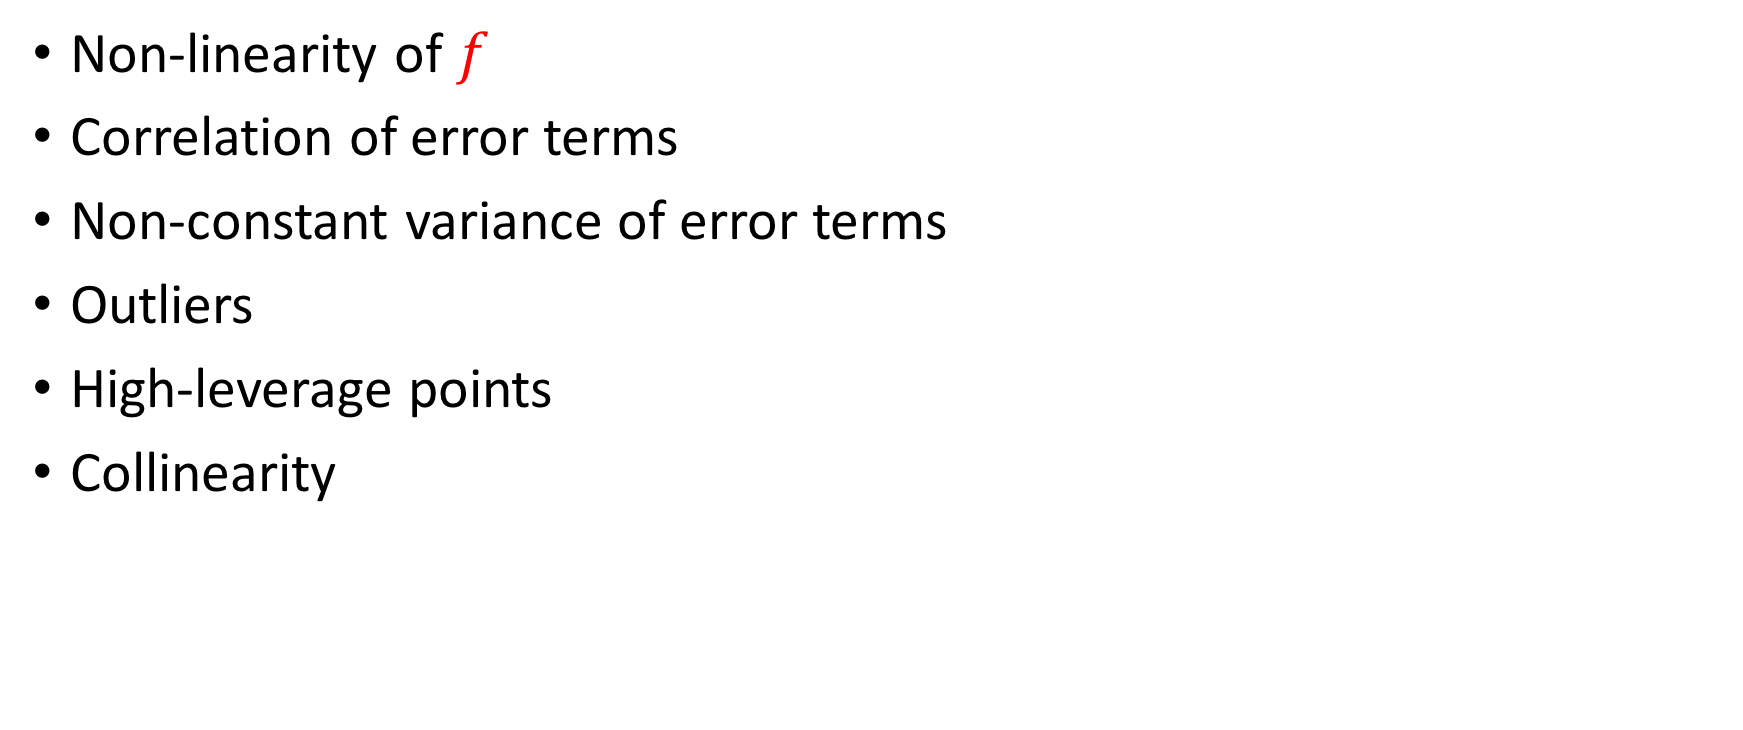 • Non-linearity of f
• Correlation of error terms
• Non-constant variance of error terms
• Outliers
• High-leverage points
• Collinearity